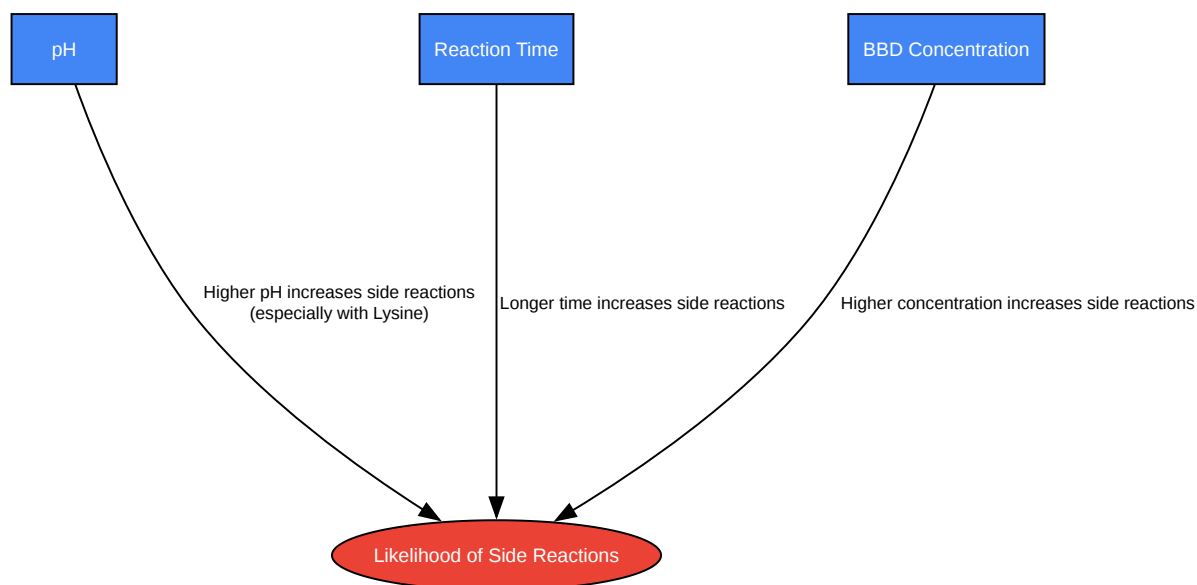 pH
Reaction Time
BBD Concentration
Higher pH increases side reactions
(especially with Lysine)
Longer time increases side reactions
Higher concentration increases side reactions
Likelihood of Side Reactions